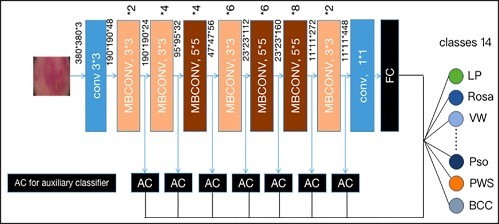 *2
*4
*4
*6
*6
*8
*2
380*380*3
conv 3*3
190*190*48
MBCONV, 3*3
190*190*24
MBCONV, 3*3
95*95*32
MBCONV, 5*5
47*47*56
MBCONV, 3*3
23*23*112
MBCONV, 5*5
23*23*160
MBCONV, 5*5
11*11*272
MBCONV, 3*3
11*11*448
conv, 1*1
FC
classes 14
LP
Rosa
VW
Pso
PWS
BCC
AC for auxiliary classifier
AC
AC
AC
AC
AC
AC
AC